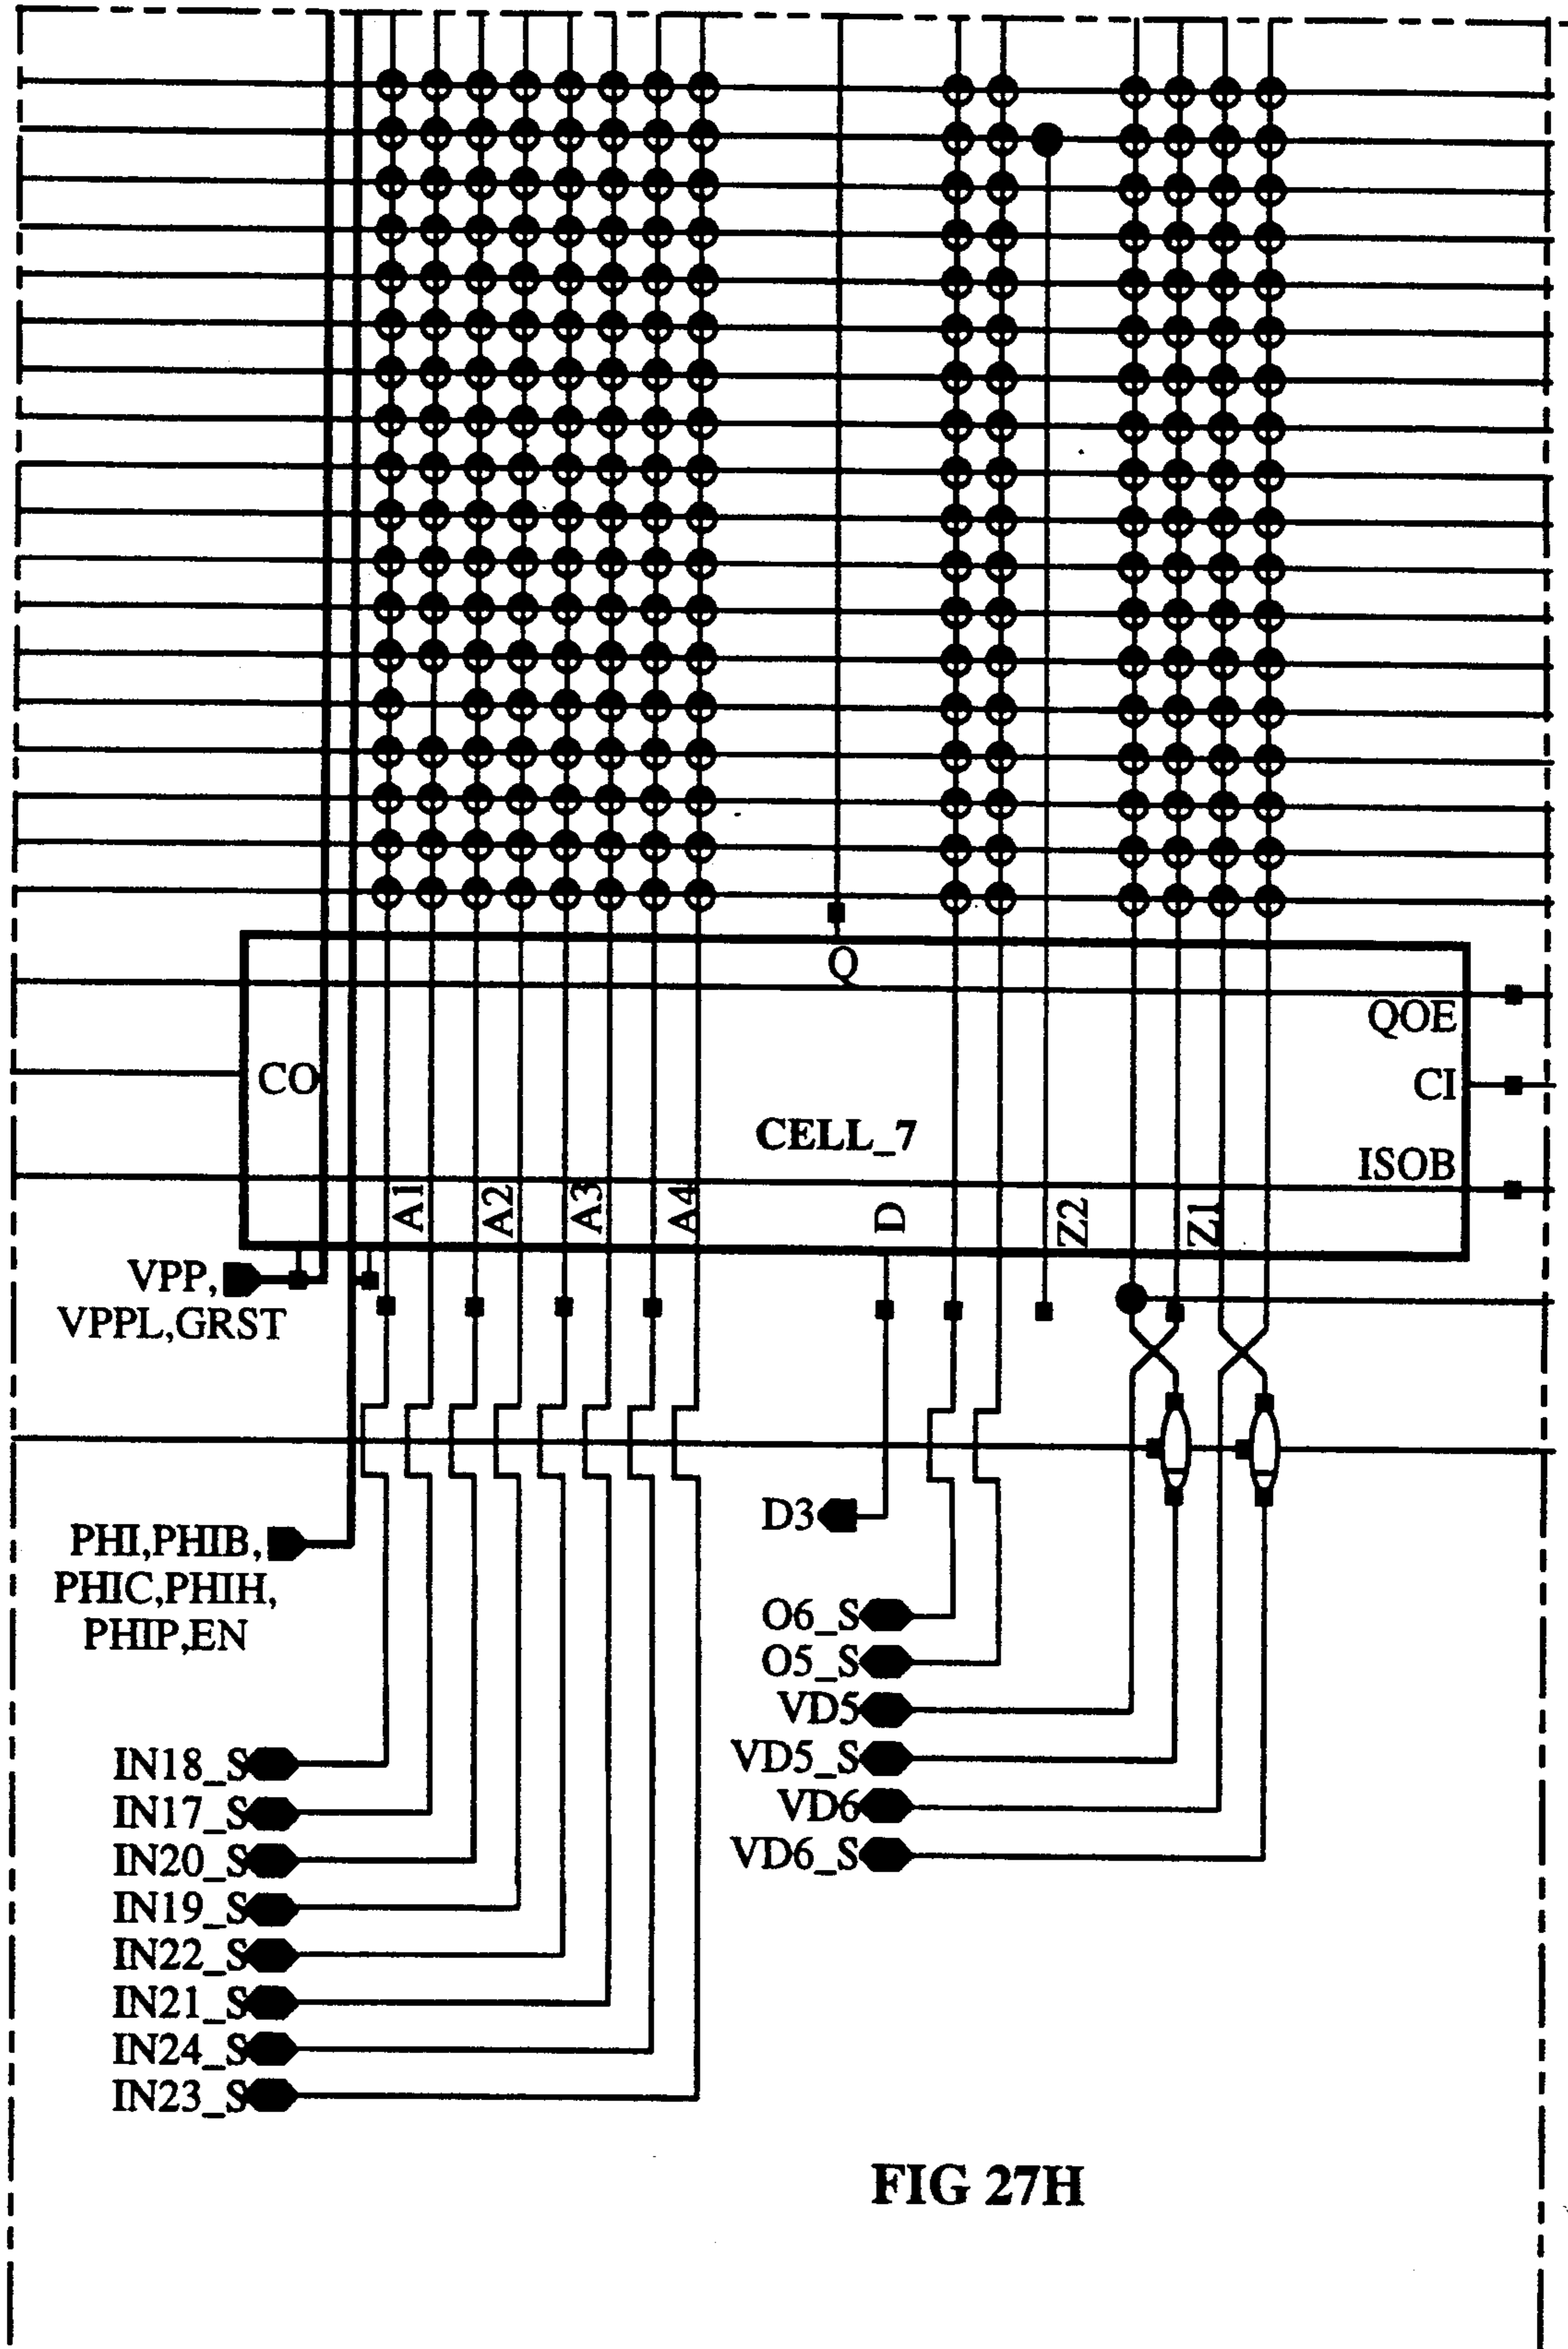 Q
QOE
CO
CI
CELL_7
ISOB
A1
A2
A3
A4
D
Z2
Z1
VPP,
VPPL,GRST
D3
PHI,PHIB,
PHIC,PHIH,
PHIP,EN
O6_S
O5_S
VD5
VD5_S
VD6
VD6_S
IN18_S
IN17_S
IN20_S
IN19_S
IN22_S
IN21_S
IN24_S
IN23_S
FIG 27H